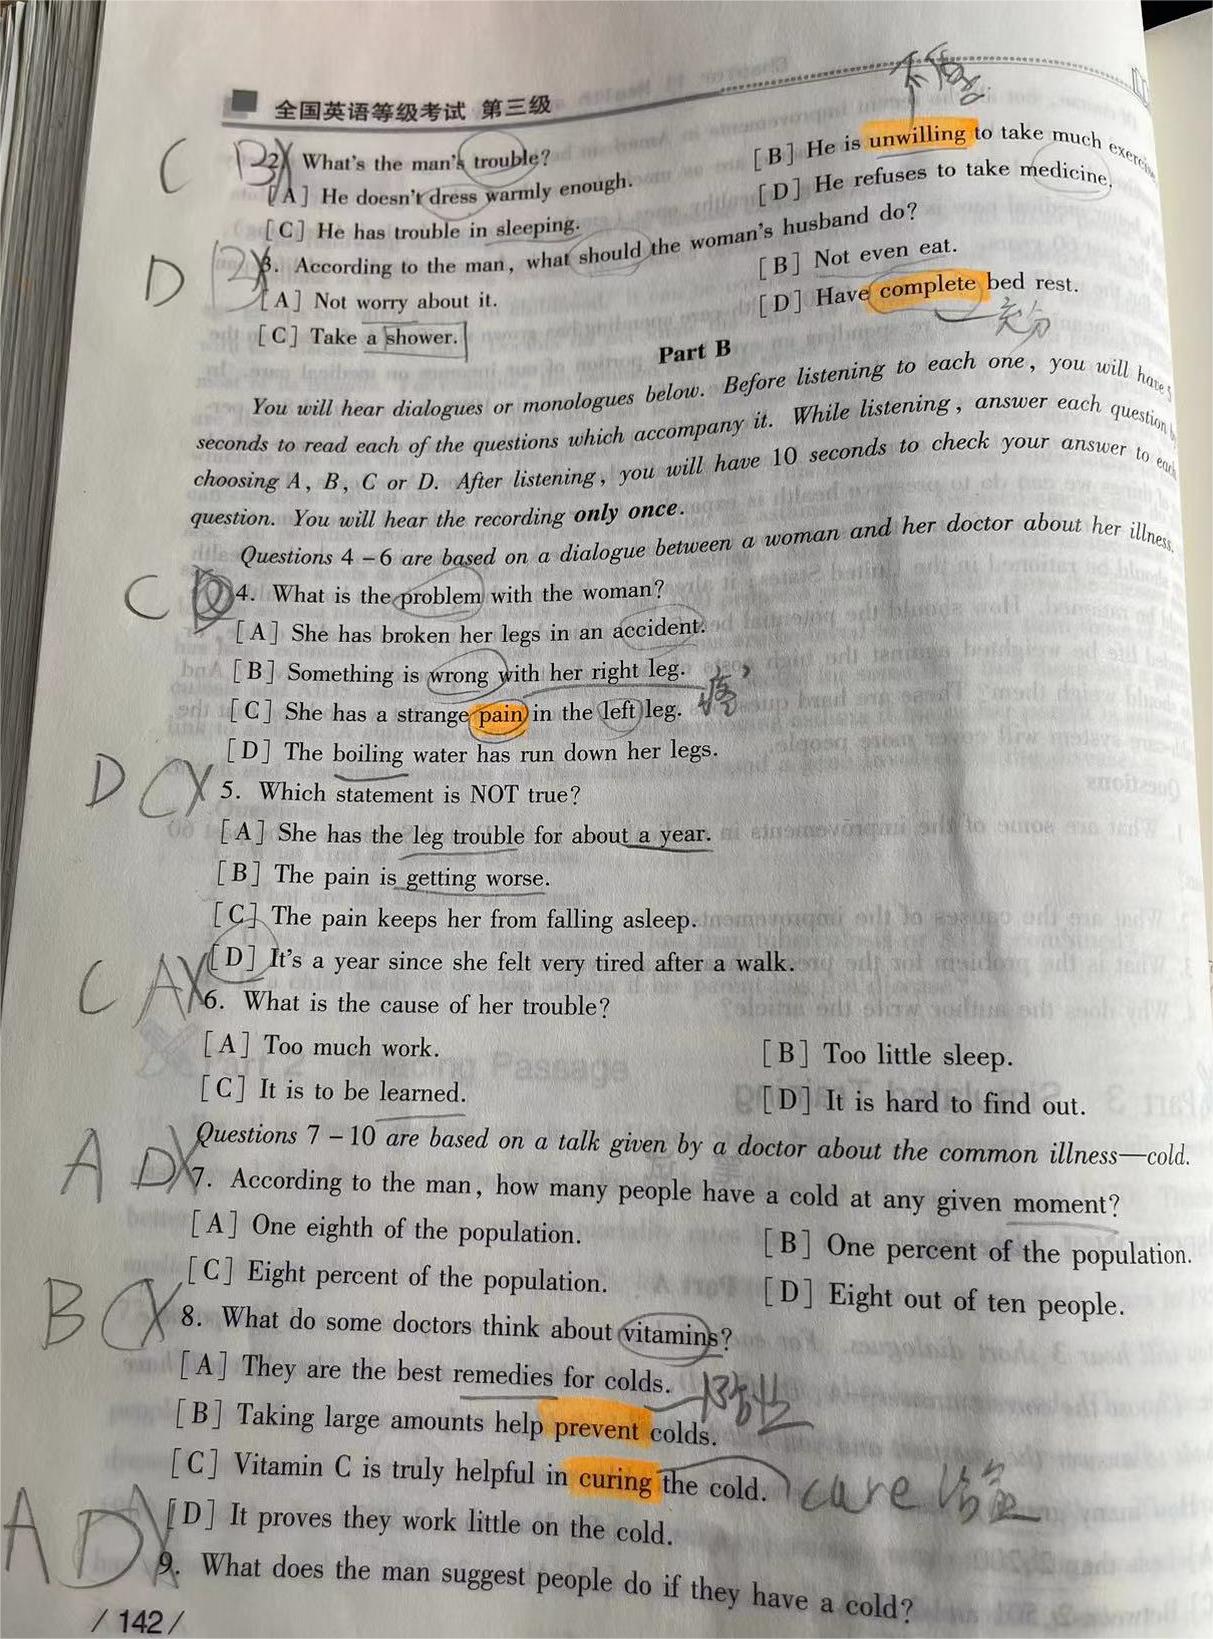 全国英语等级考试 第三级
不愿意
C B 2. What's the man's trouble?
[A] He doesn't dress warmly enough.
[B] He is unwilling to take much exercise
[C] He has trouble in sleeping.
[D] He refuses to take medicine.
D 3. According to the man, what should the woman's husband do?
[A] Not worry about it.
[B] Not even eat.
[C] Take a shower.
[D] Have complete bed rest.
充分
Part B
You will hear dialogues or monologues below. Before listening to each one, you will have 5
seconds to read each of the questions which accompany it. While listening, answer each question by
choosing A, B, C or D. After listening, you will have 10 seconds to check your answer to each
question. You will hear the recording only once.
Questions 4 – 6 are based on a dialogue between a woman and her doctor about her illness.
C D 4. What is the problem with the woman?
[A] She has broken her legs in an accident.
[B] Something is wrong with her right leg.
[C] She has a strange pain in the left leg. 疼
[D] The boiling water has run down her legs.
D C 5. Which statement is NOT true?
[A] She has the leg trouble for about a year.
[B] The pain is getting worse.
[C] The pain keeps her from falling asleep.
[D] It's a year since she felt very tired after a walk.
C A 6. What is the cause of her trouble?
[A] Too much work.
[B] Too little sleep.
[C] It is to be learned.
[D] It is hard to find out.
Questions 7 – 10 are based on a talk given by a doctor about the common illness—cold.
A D 7. According to the man, how many people have a cold at any given moment?
[A] One eighth of the population.
[B] One percent of the population.
[C] Eight percent of the population.
[D] Eight out of ten people.
B C 8. What do some doctors think about vitamins?
[A] They are the best remedies for colds.
[B] Taking large amounts help prevent colds. 防止
[C] Vitamin C is truly helpful in curing the cold. care 治愈
[D] It proves they work little on the cold.
A D 9. What does the man suggest people do if they have a cold?
/ 142 /